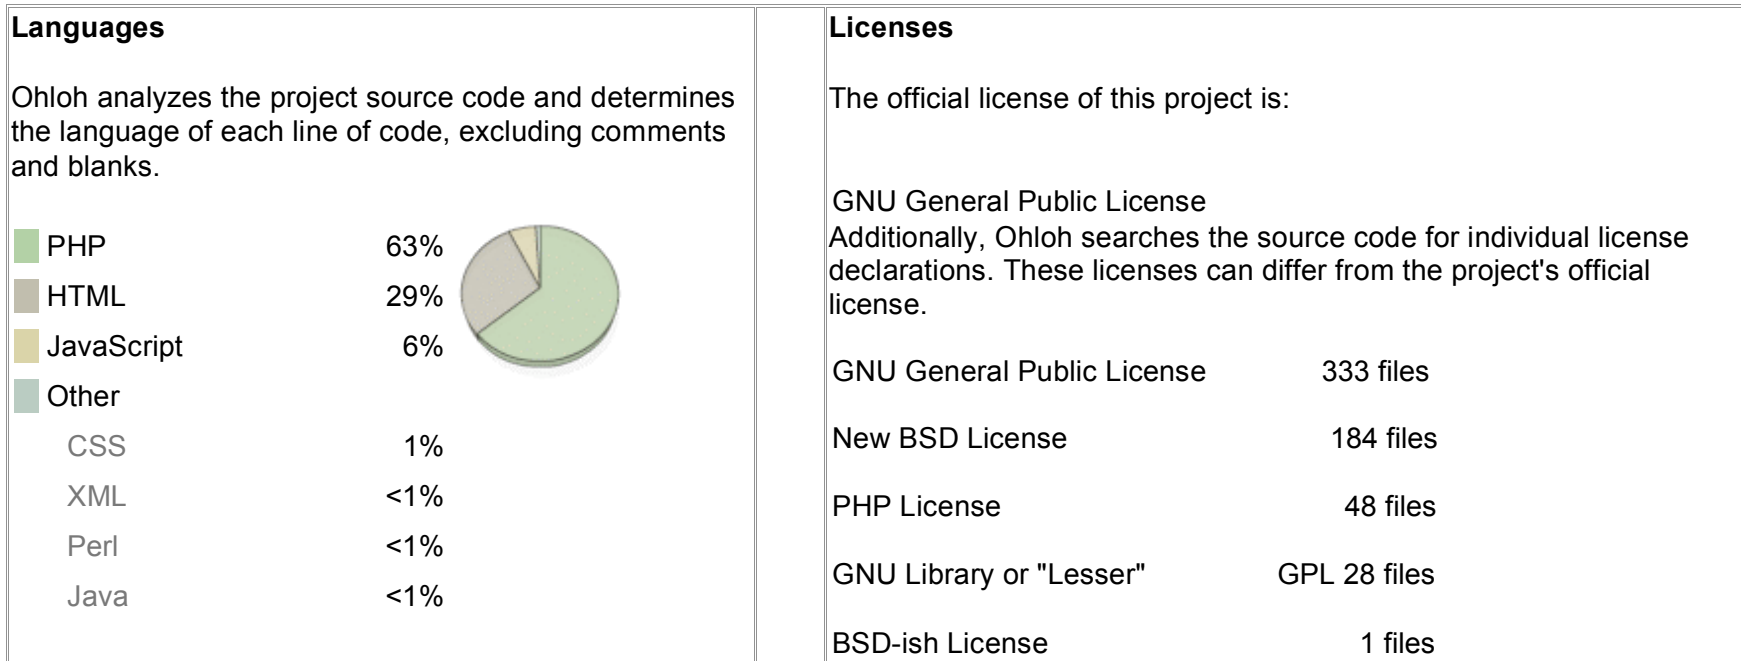 Languages
Ohloh analyzes the project source code and determines
the language of each line of code, excluding comments
and blanks.
PHP 63%
HTML 29%
JavaScript 6%
Other
CSS 1%
XML <1%
Perl <1%
Java <1%
Licenses
The official license of this project is:
GNU General Public License
Additionally, Ohloh searches the source code for individual license
declarations. These licenses can differ from the project's official
license.
GNU General Public License 333 files
New BSD License 184 files
PHP License 48 files
GNU Library or "Lesser" GPL 28 files
BSD-ish License 1 files